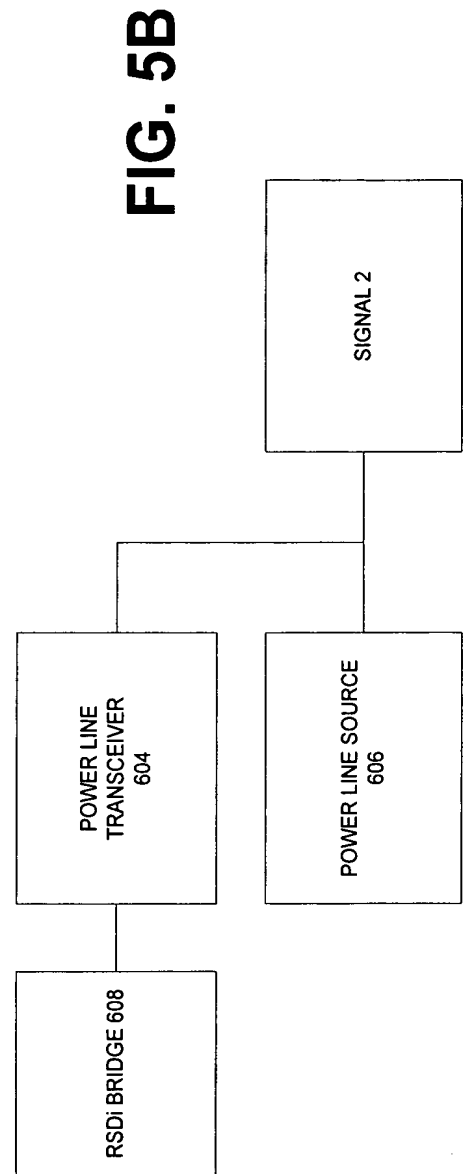 FIG. 5B
RSDi BRIDGE 608
POWER LINE
TRANSCEIVER
604
POWER LINE SOURCE
606
SIGNAL 2